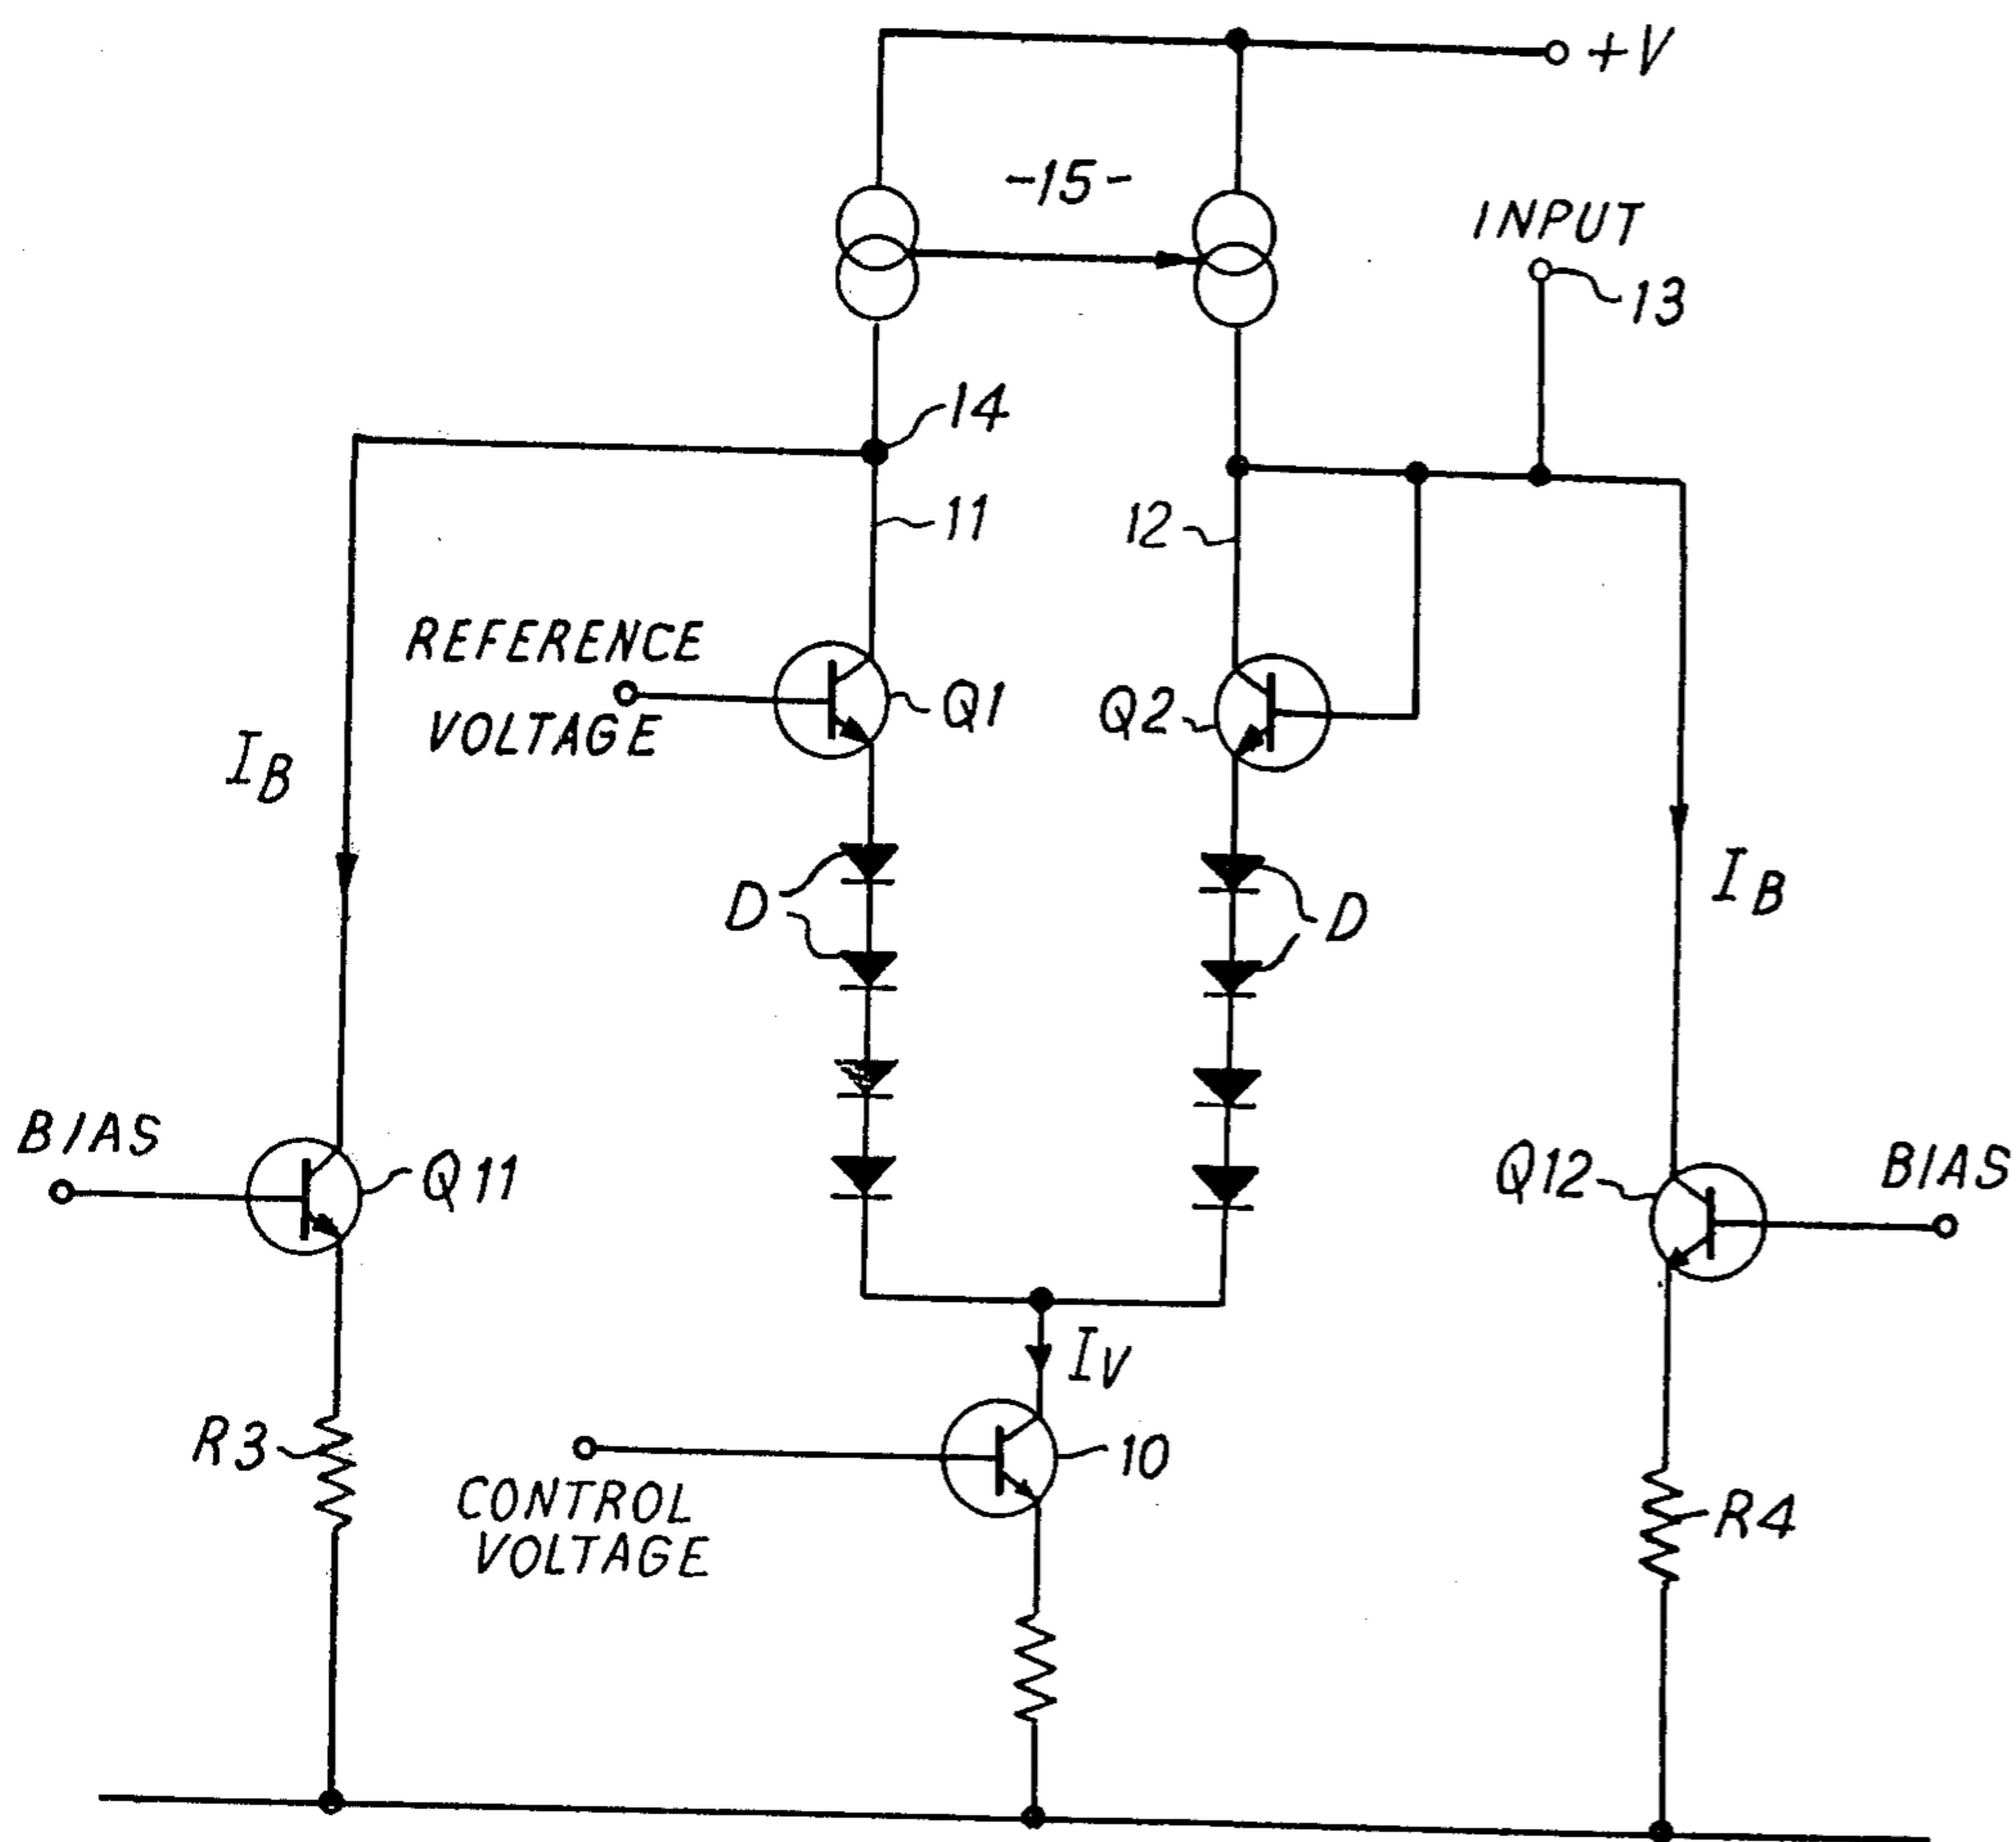 +V
-15-
INPUT
13
14
11
12
REFERENCE
VOLTAGE
Q1
Q2
I_B
D
D
I_B
BIAS
Q11
Q12
BIAS
I_V
R3
10
CONTROL
VOLTAGE
R4